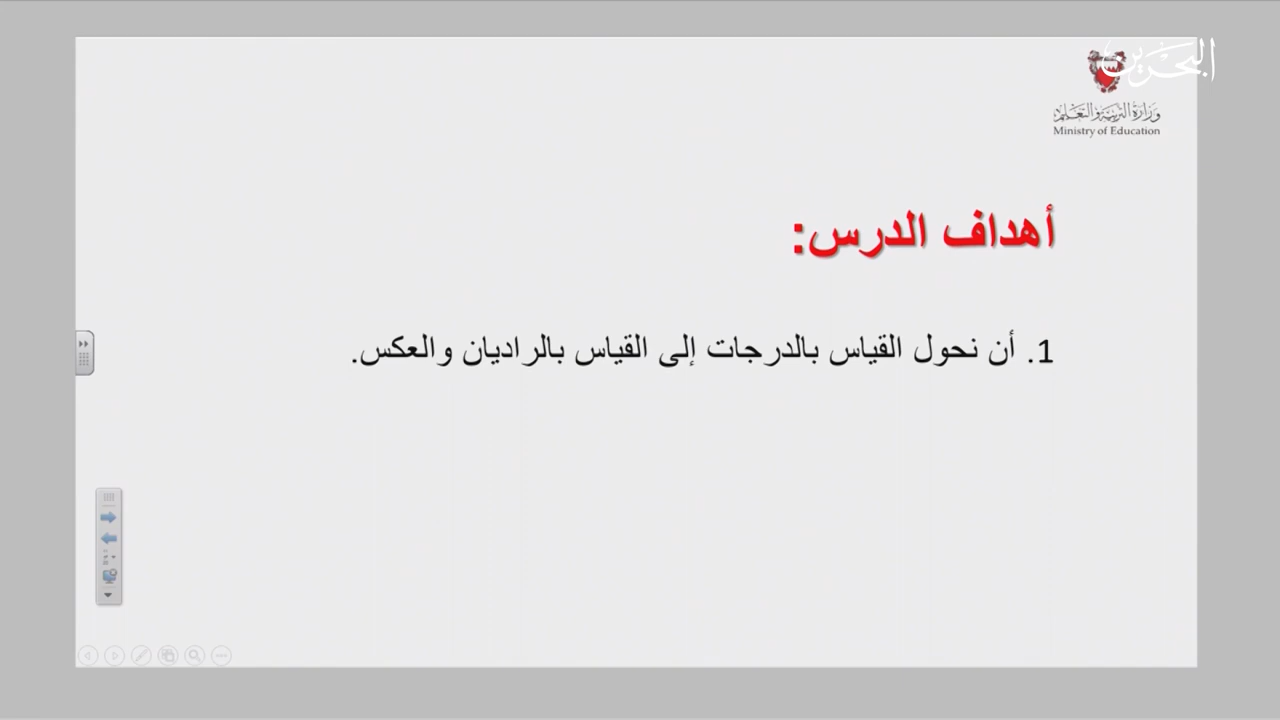 البحرين
وزارة التربية والتعليم
Ministry of Education
أهداف الدرس:
1. أن نحول القياس بالدرجات إلى القياس بالراديان والعكس.